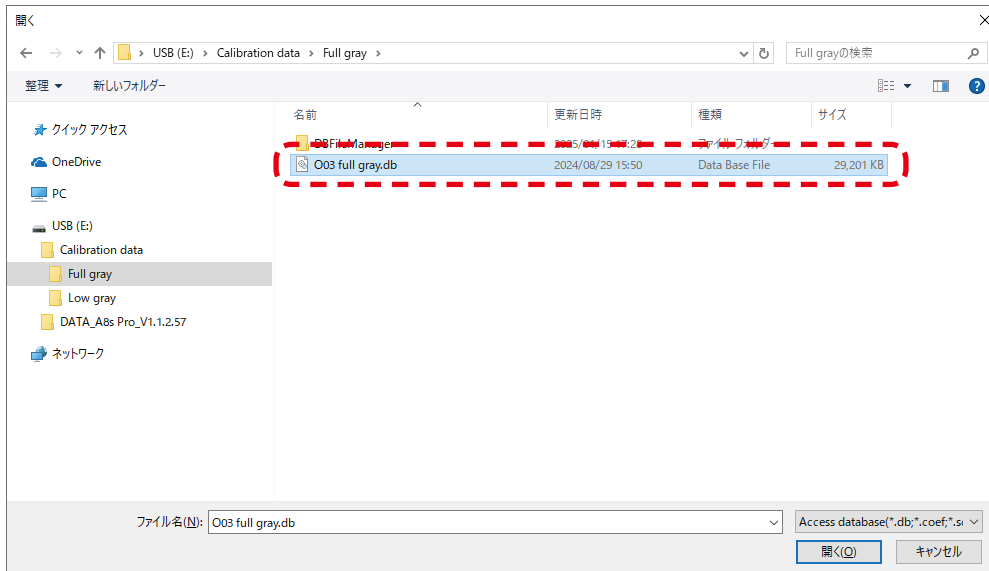 開く
USB (E:) › Calibration data › Full gray ›
Full grayの検索
整理 新しいフォルダー
名前 更新日時 種類 サイズ
DBFileManager 2025/01/15 17:28 ファイル フォルダー
O03 full gray.db 2024/08/29 15:50 Data Base File 29,201 KB
クイック アクセス
OneDrive
PC
USB (E:)
Calibration data
Full gray
Low gray
DATA_A8s Pro_V1.1.2.57
ネットワーク
ファイル名(N): O03 full gray.db
Access database(*.db;*.coef;*.sc
開く(O) キャンセル